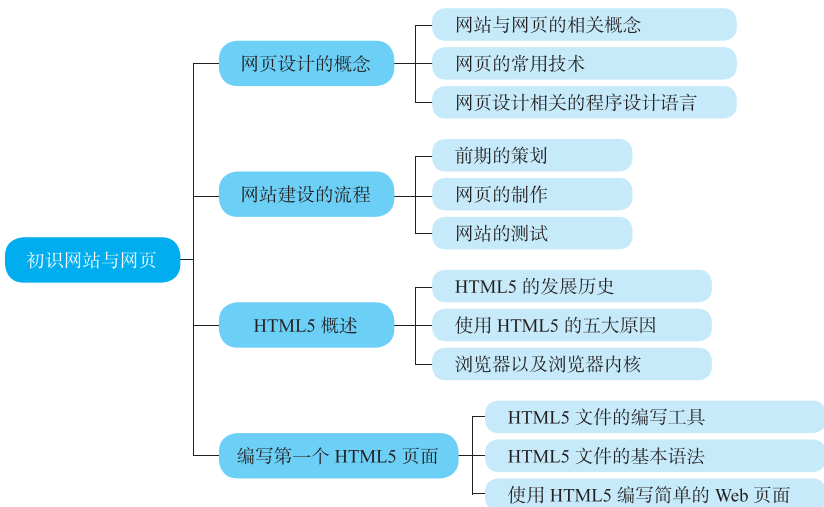 初识网站与网页
网页设计的概念
网站与网页的相关概念
网页的常用技术
网页设计相关的程序设计语言
网站建设的流程
前期的策划
网页的制作
网站的测试
HTML5 概述
HTML5 的发展历史
使用 HTML5 的五大原因
浏览器以及浏览器内核
编写第一个 HTML5 页面
HTML5 文件的编写工具
HTML5 文件的基本语法
使用 HTML5 编写简单的 Web 页面